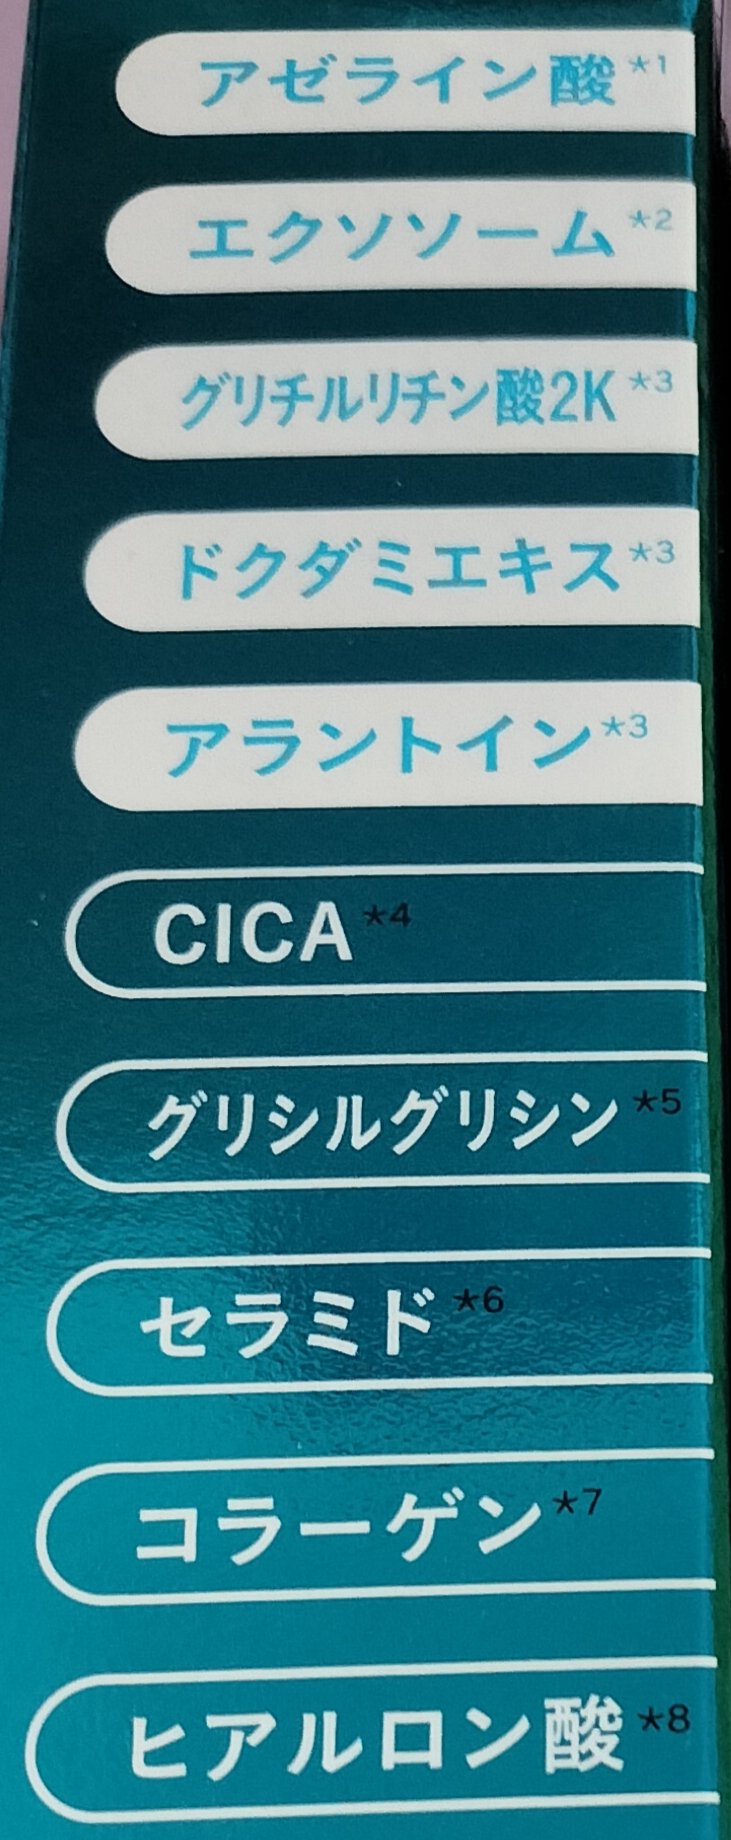 アゼライン酸*1
エクソソーム*2
グリチルリチン酸2K*3
ドクダミエキス*3
アラントイン*3
CICA*4
グリシルグリシン*5
セラミド*6
コラーゲン*7
ヒアルロン酸*8